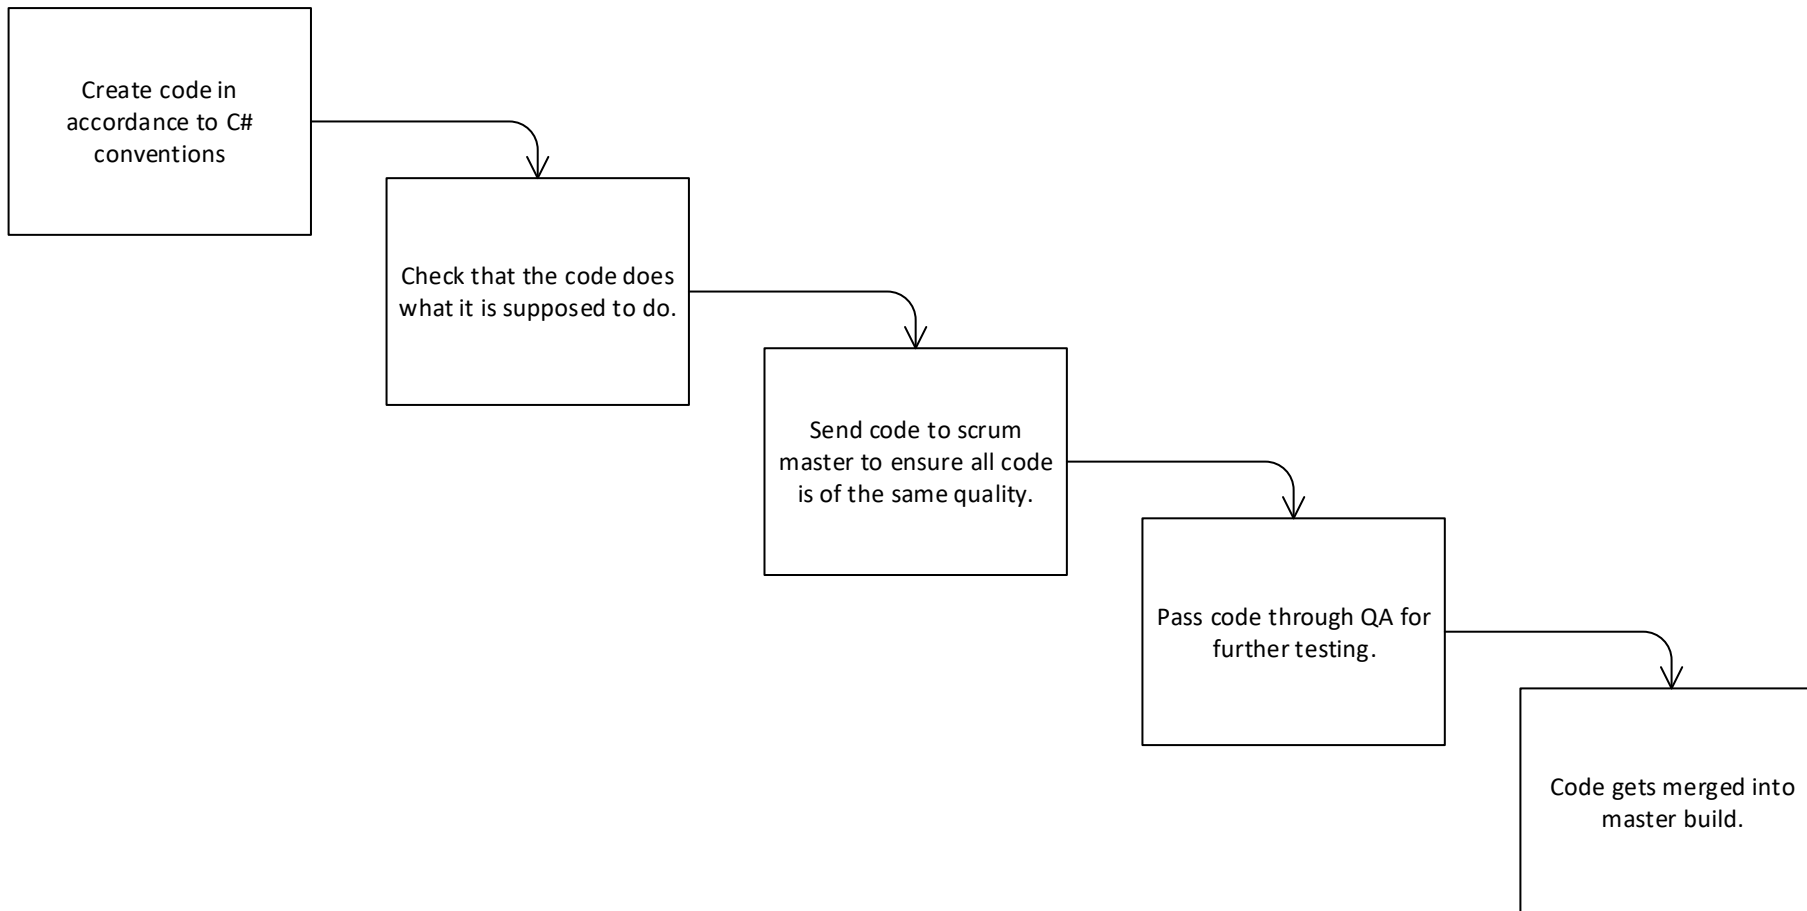 Create code in
accordance to C#
conventions
Check that the code does
what it is supposed to do.
Send code to scrum
master to ensure all code
is of the same quality.
Pass code through QA for
further testing.
Code gets merged into
master build.